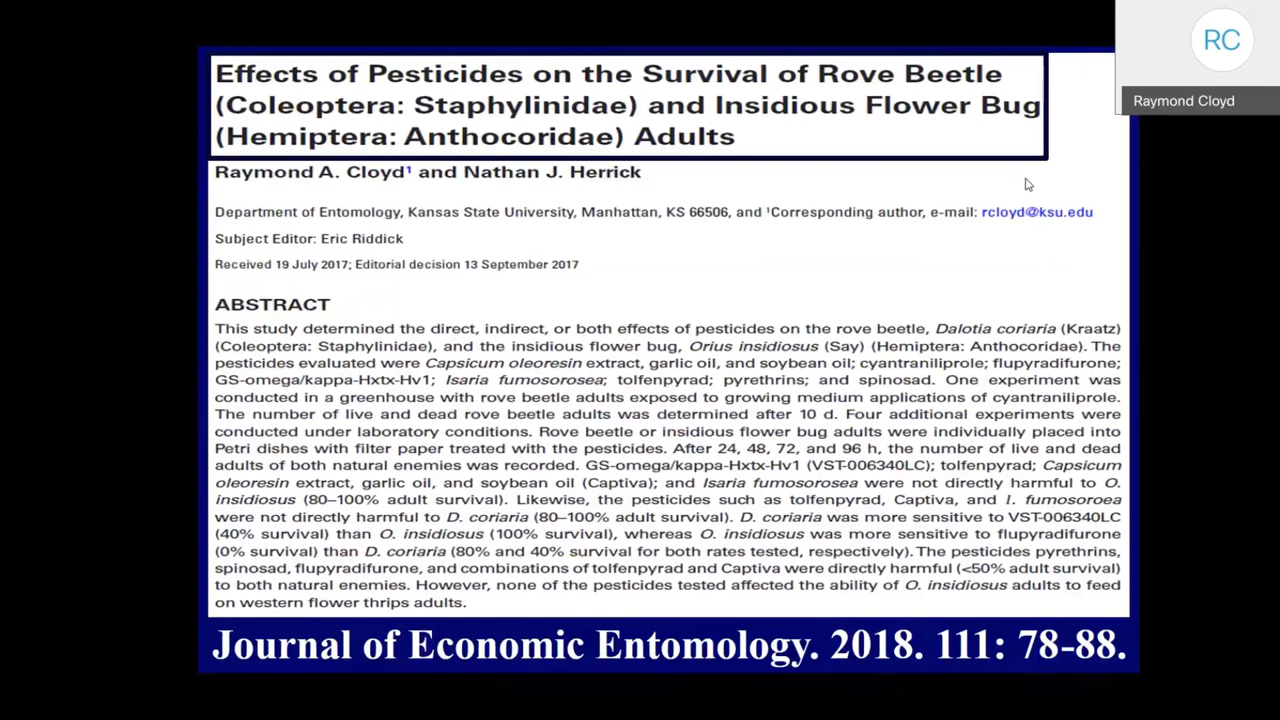 Effects of Pesticides on the Survival of Rove Beetle
(Coleoptera: Staphylinidae) and Insidious Flower Bug
(Hemiptera: Anthocoridae) Adults
RC
Raymond Cloyd
Raymond A. Cloyd¹ and Nathan J. Herrick
Department of Entomology, Kansas State University, Manhattan, KS 66506, and ¹Corresponding author, e-mail: rcloyd@ksu.edu
Subject Editor: Eric Riddick
Received 19 July 2017; Editorial decision 13 September 2017
ABSTRACT
This study determined the direct, indirect, or both effects of pesticides on the rove beetle, Dalotia coriaria (Kraatz)
(Coleoptera: Staphylinidae), and the insidious flower bug, Orius insidiosus (Say) (Hemiptera: Anthocoridae). The
pesticides evaluated were Capsicum oleoresin extract, garlic oil, and soybean oil; cyantraniliprole; flupyradifurone;
GS-omega/kappa-Hxtx-Hv1; Isaria fumosorosea; tolfenpyrad; pyrethrins; and spinosad. One experiment was
conducted in a greenhouse with rove beetle adults exposed to growing medium applications of cyantraniliprole.
The number of live and dead rove beetle adults was determined after 10 d. Four additional experiments were
conducted under laboratory conditions. Rove beetle or insidious flower bug adults were individually placed into
Petri dishes with filter paper treated with the pesticides. After 24, 48, 72, and 96 h, the number of live and dead
adults of both natural enemies was recorded. GS-omega/kappa-Hxtx-Hv1 (VST-006340LC); tolfenpyrad; Capsicum
oleoresin extract, garlic oil, and soybean oil (Captiva); and Isaria fumosorosea were not directly harmful to O.
insidiosus (80–100% adult survival). Likewise, the pesticides such as tolfenpyrad, Captiva, and I. fumosoroea
were not directly harmful to D. coriaria (80–100% adult survival). D. coriaria was more sensitive to VST-006340LC
(40% survival) than O. insidiosus (100% survival), whereas O. insidiosus was more sensitive to flupyradifurone
(0% survival) than D. coriaria (80% and 40% survival for both rates tested, respectively). The pesticides pyrethrins,
spinosad, flupyradifurone, and combinations of tolfenpyrad and Captiva were directly harmful (<50% adult survival)
to both natural enemies. However, none of the pesticides tested affected the ability of O. insidiosus adults to feed
on western flower thrips adults.
Journal of Economic Entomology. 2018. 111: 78-88.